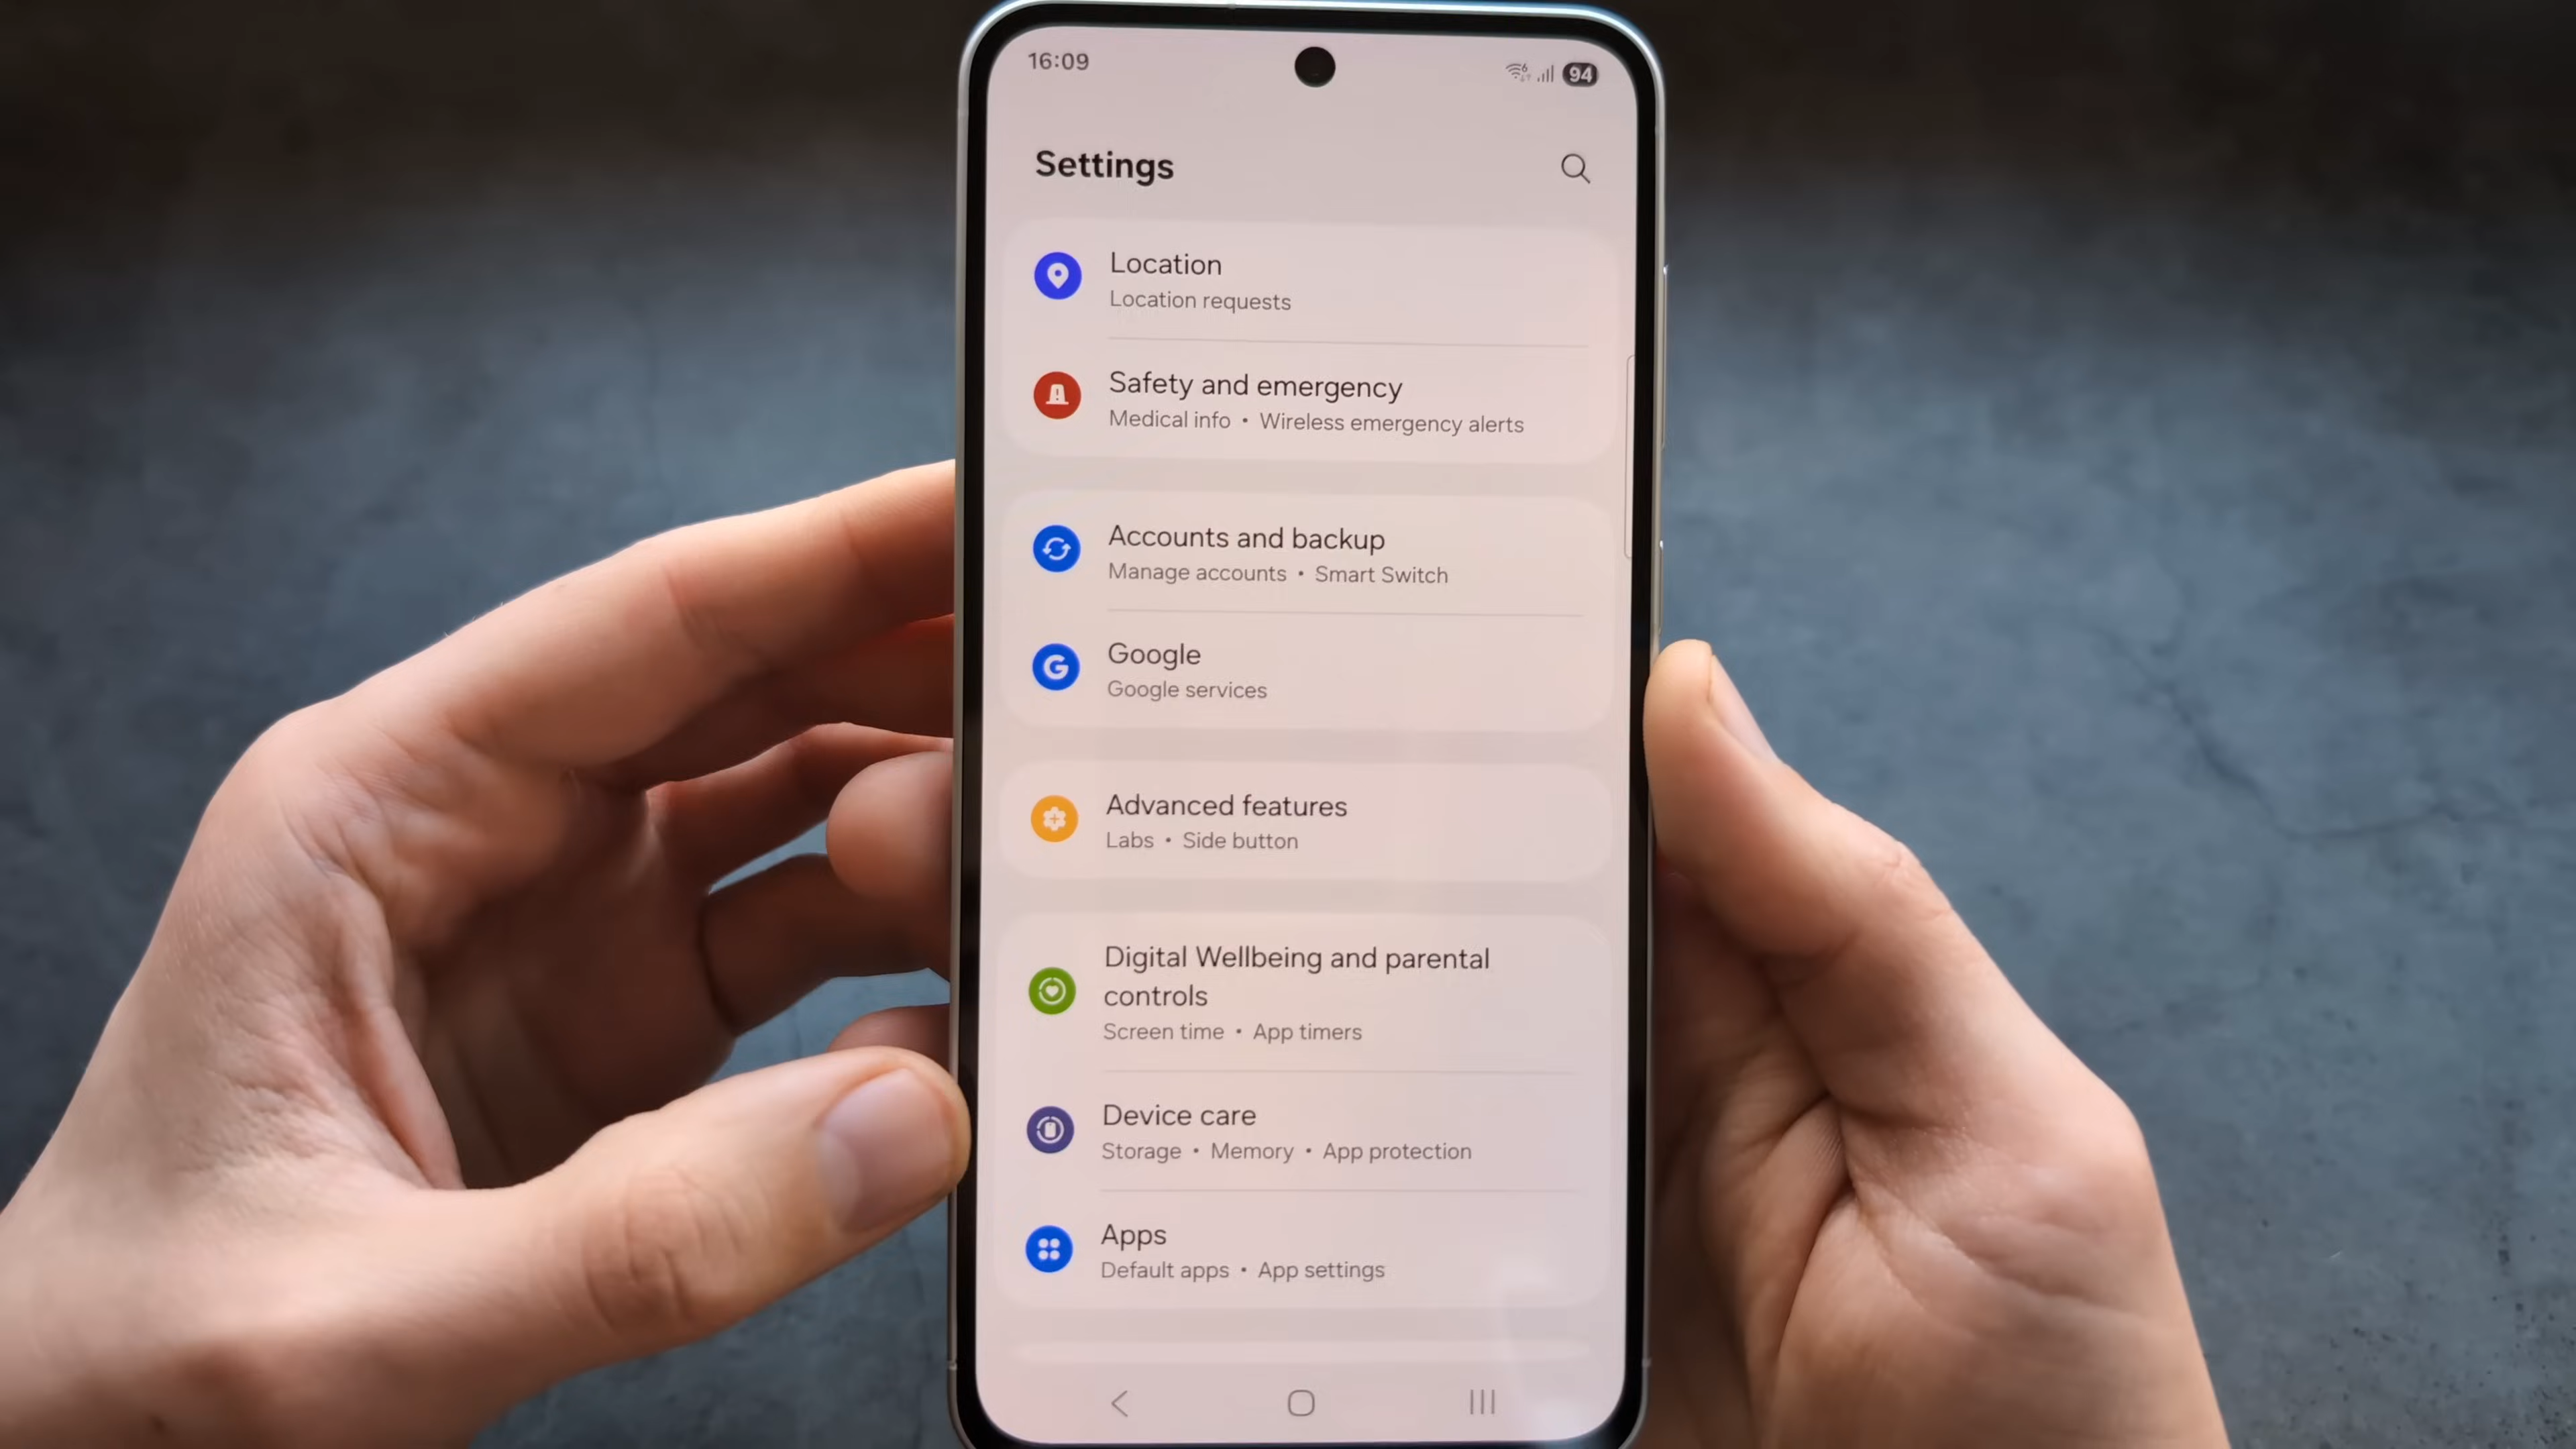 16:09
94
Settings
Location
Location requests
Safety and emergency
Medical info • Wireless emergency alerts
Accounts and backup
Manage accounts • Smart Switch
Google
Google services
Advanced features
Labs • Side button
Digital Wellbeing and parental
controls
Screen time • App timers
Device care
Storage • Memory • App protection
Apps
Default apps • App settings